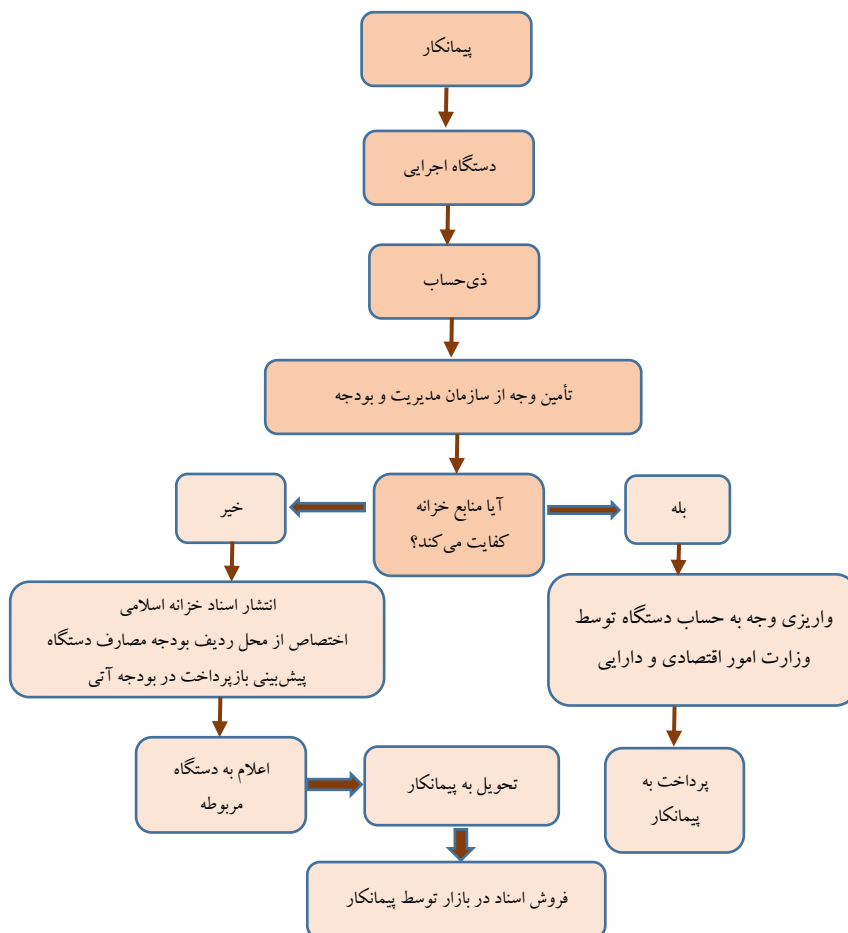 پیمانکار
دستگاه اجرایی
ذی‌حساب
تأمین وجه از سازمان مدیریت و بودجه
آیا منابع خزانه
کفایت می‌کند؟
بله
خیر
واریزی وجه به حساب دستگاه توسط
وزارت امور اقتصادی و دارایی
پرداخت به
پیمانکار
انتشار اسناد خزانه اسلامی
اختصاص از محل ردیف بودجه مصارف دستگاه
پیش‌بینی بازپرداخت در بودجه آتی
اعلام به دستگاه
مربوطه
تحویل به پیمانکار
فروش اسناد در بازار توسط پیمانکار